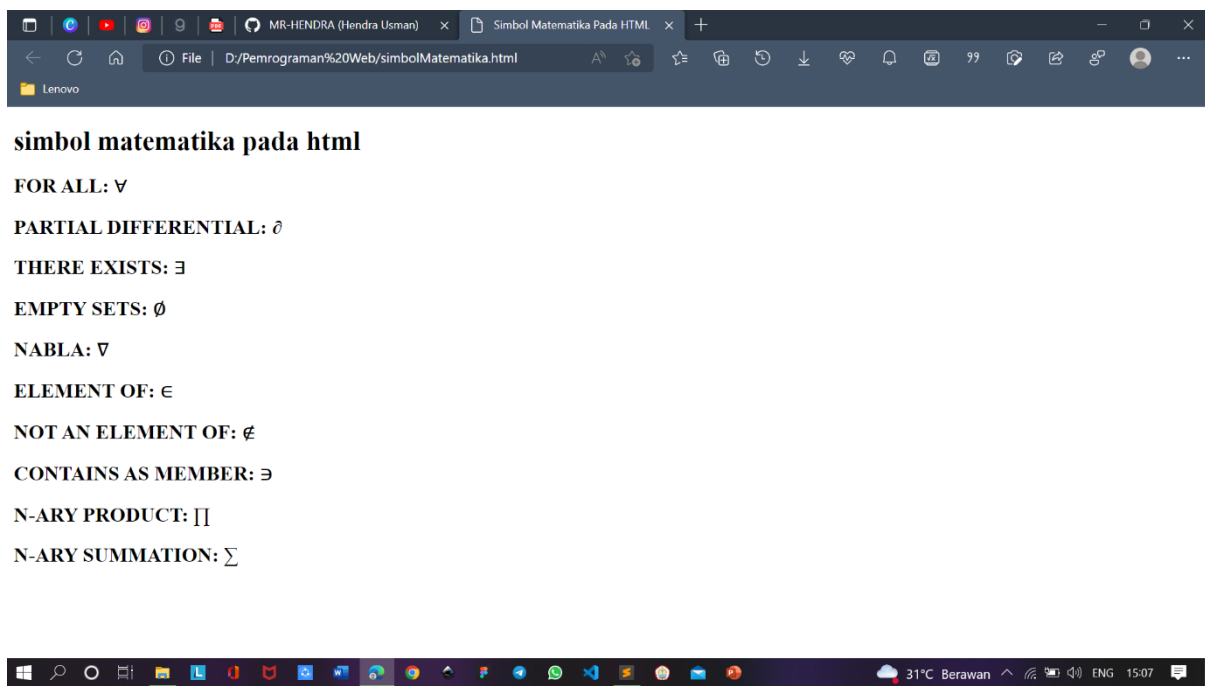 MR-HENDRA (Hendra Usman)
Simbol Matematika Pada HTML
File | D:/Pemrograman%20Web/simbolMatematika.html
Lenovo
simbol matematika pada html
FOR ALL: ∀
PARTIAL DIFFERENTIAL: ∂
THERE EXISTS: ∃
EMPTY SETS: ∅
NABLA: ∇
ELEMENT OF: ∈
NOT AN ELEMENT OF: ∉
CONTAINS AS MEMBER: ∋
N-ARY PRODUCT: ∏
N-ARY SUMMATION: ∑
31°C Berawan ENG 15:07